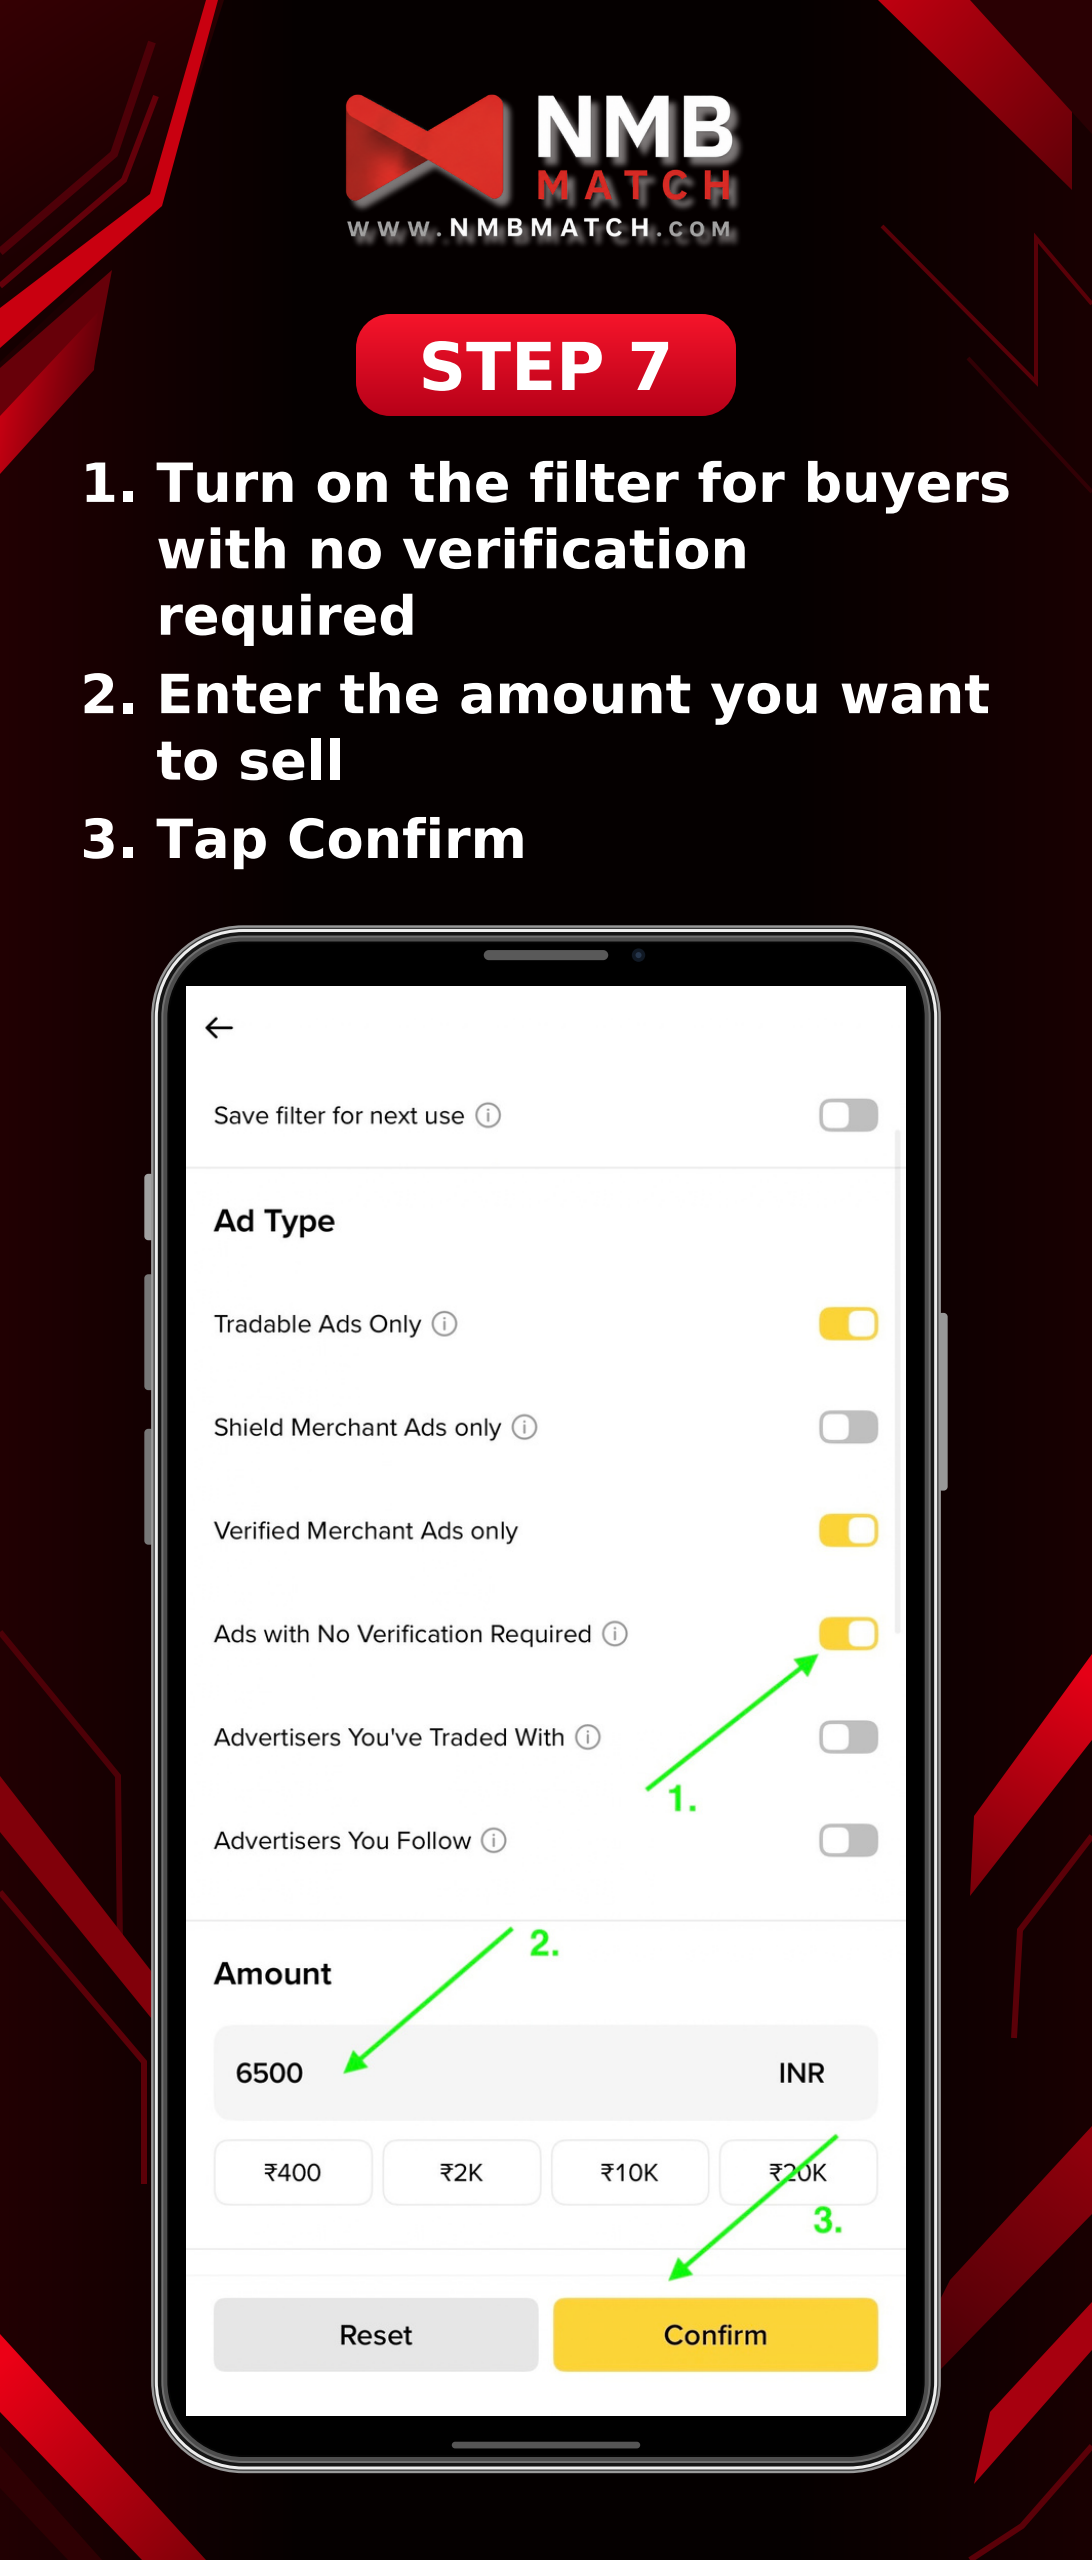 NMB
MATCH
WWW.NMBMATCH.COM
STEP 7
1. Turn on the filter for buyers
with no verification
required
2. Enter the amount you want
to sell
3. Tap Confirm
Save filter for next use
Ad Type
Tradable Ads Only
Shield Merchant Ads only
Verified Merchant Ads only
Ads with No Verification Required
Advertisers You've Traded With
1.
Advertisers You Follow
2.
Amount
6500 INR
₹400 ₹2K ₹10K ₹20K
3.
Reset Confirm